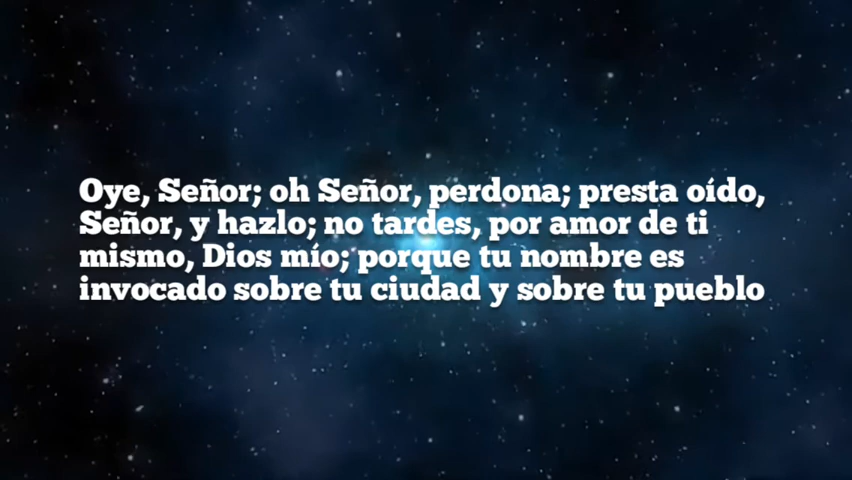 Oye, Señor; oh Señor, perdona; presta oído,
Señor, y hazlo; no tardes, por amor de ti
mismo, Dios mío; porque tu nombre es
invocado sobre tu ciudad y sobre tu pueblo